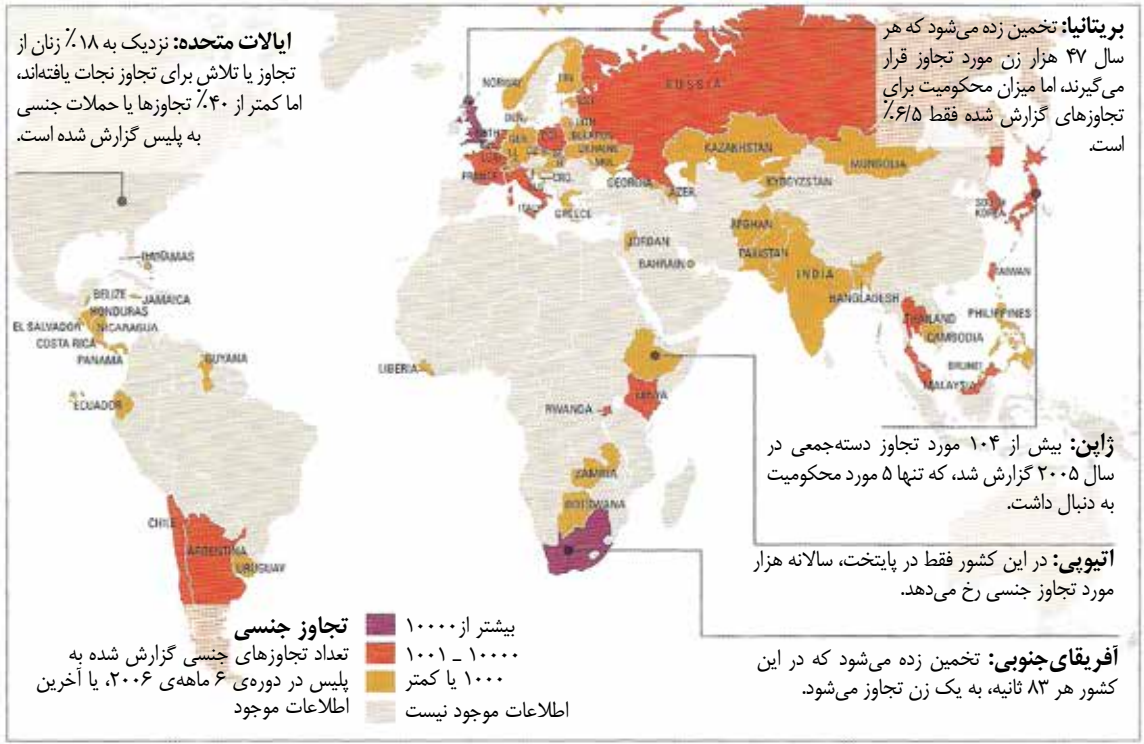 ایالات متحده: نزدیک به ۱۸٪ زنان از
تجاوز یا تلاش برای تجاوز نجات یافته‌اند،
اما کمتر از ۴۰٪ تجاوزها یا حملات جنسی
به پلیس گزارش شده است.
بریتانیا: تخمین زده می‌شود که هر
سال ۴۷ هزار زن مورد تجاوز قرار
می‌گیرند، اما میزان محکومیت برای
تجاوزهای گزارش شده فقط ۶/۵٪
است.
NORWAY
FIN
RUSSIA
BELARUS
UKRAINE
KAZAKHSTAN
MONGOLIA
FRANCE
CRO.
GEORGIA
AZER
KYRGYZSTAN
ITALY
GREECE
SOUTH
KOREA
AFGHAN
JORDAN
PAKISTAN
BAHRAIN
INDIA
BAHAMAS
TAIWAN
BELIZE
JAMAICA
HONDURAS
BANGLADESH
EL SALVADOR
NICARAGUA
THAILAND
PHILIPPINES
COSTA RICA
CAMBODIA
PANAMA
GUYANA
LIBERIA
BRUNEI
MALAYSIA
ECUADOR
RWANDA
KENYA
ژاپن: بیش از ۱۰۴ مورد تجاوز دسته‌جمعی در
سال ۲۰۰۵ گزارش شد، که تنها ۵ مورد محکومیت
به دنبال داشت.
ZAMBIA
BOTSWANA
CHILE
ARGENTINA
URUGUAY
اتیوپی: در این کشور فقط در پایتخت، سالانه هزار
مورد تجاوز جنسی رخ می‌دهد.
آفریقای‌جنوبی: تخمین زده می‌شود که در این
کشور هر ۸۳ ثانیه، به یک زن تجاوز می‌شود.
تجاوز جنسی
تعداد تجاوزهای جنسی گزارش شده به
پلیس در دوره‌ی ۶ ماهه‌ی ۲۰۰۶، یا آخرین
اطلاعات موجود
بیشتر از ۱۰۰۰۰
۱۰۰۰۰ _ ۱۰۰۱
۱۰۰۰ یا کمتر
اطلاعات موجود نیست